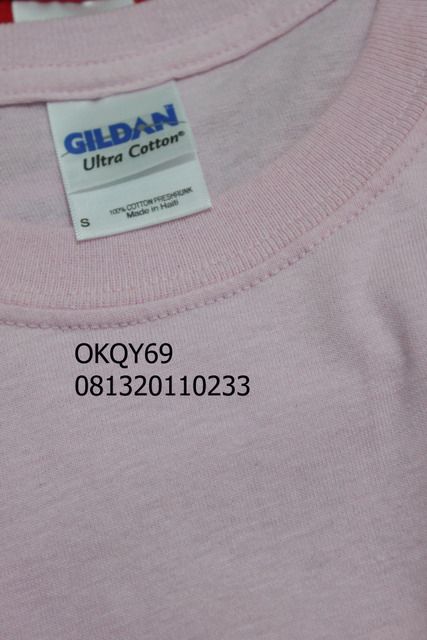 GILDAN
Ultra Cotton®
S
100% COTTON PRESHRUNK
Made in Haiti
OKQY69
081320110233